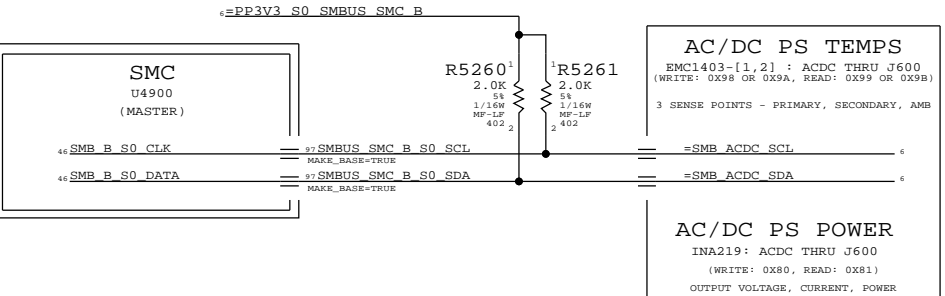 6 =PP3V3_S0_SMBUS_SMC_B
SMC
U4900
(MASTER)
46 SMB_B_S0_CLK
46 SMB_B_S0_DATA
R5260 1
2.0K
5%
1/16W
MF-LF
402 2
1 R5261
2.0K
5%
1/16W
MF-LF
2 402
97 SMBUS_SMC_B_S0_SCL
MAKE_BASE=TRUE
97 SMBUS_SMC_B_S0_SDA
MAKE_BASE=TRUE
AC/DC PS TEMPS
EMC1403-[1,2] : ACDC THRU J600
(WRITE: 0X98 OR 0X9A, READ: 0X99 OR 0X9B)
3 SENSE POINTS - PRIMARY, SECONDARY, AMB
=SMB_ACDC_SCL 6
=SMB_ACDC_SDA 6
AC/DC PS POWER
INA219: ACDC THRU J600
(WRITE: 0X80, READ: 0X81)
OUTPUT VOLTAGE, CURRENT, POWER